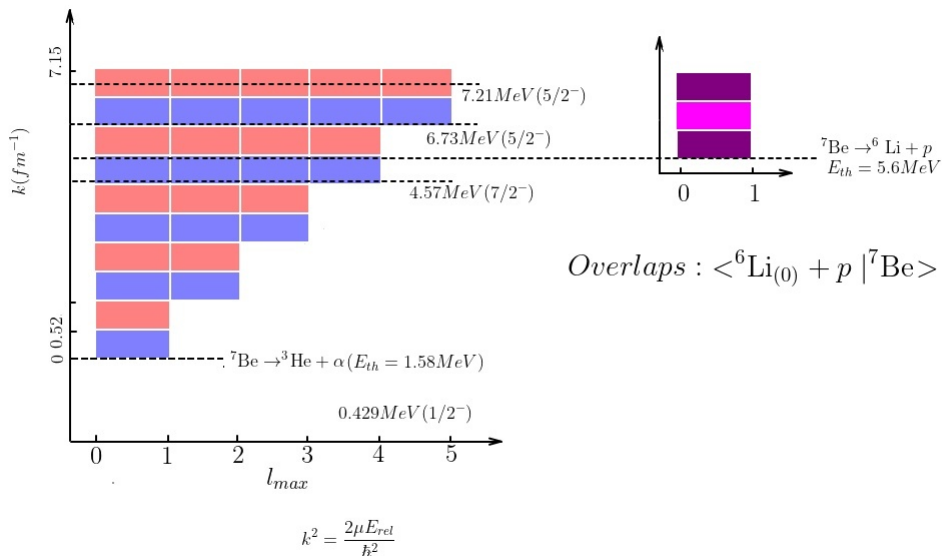 7.15
k(fm⁻¹)
0 0.52
7.21MeV(5/2⁻)
6.73MeV(5/2⁻)
4.57MeV(7/2⁻)
⁷Be →³He + α(E_th = 1.58MeV)
0.429MeV(1/2⁻)
0 1 2 3 4 5
l_max
k² = 2μE_rel / ħ²
⁷Be →⁶ Li + p
E_th = 5.6MeV
0 1
Overlaps : <⁶Li₍₀₎ + p |⁷Be>